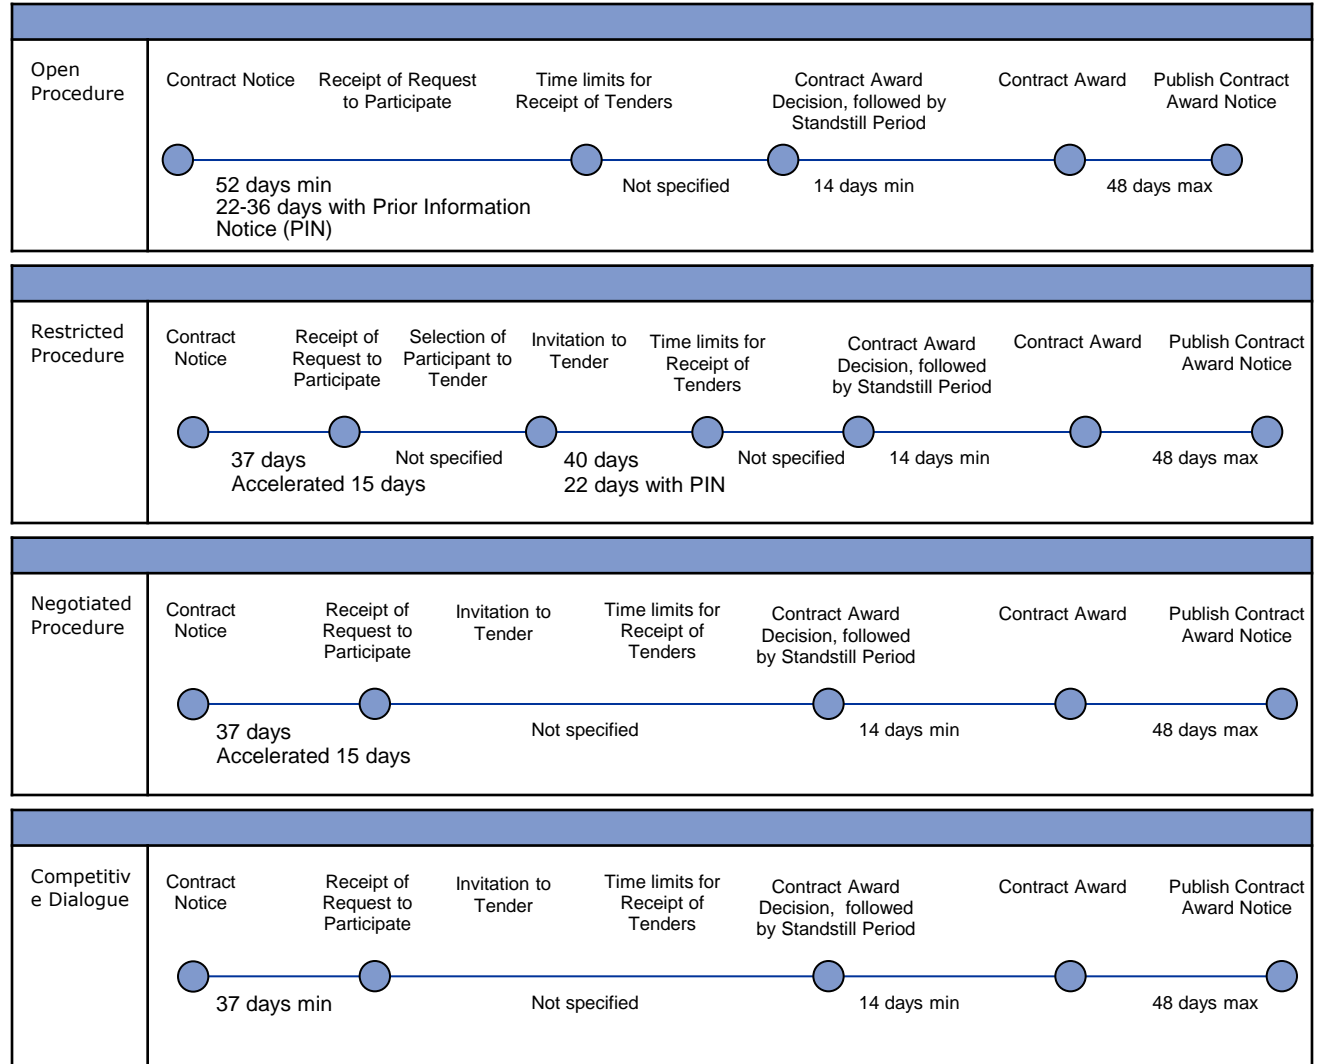 Open
Procedure
Contract Notice
Receipt of Request
to Participate
Time limits for
Receipt of Tenders
Contract Award
Decision, followed by
Standstill Period
Contract Award
Publish Contract
Award Notice
52 days min
22-36 days with Prior Information
Notice (PIN)
Not specified
14 days min
48 days max
Restricted
Procedure
Contract
Notice
Receipt of
Request to
Participate
Selection of
Participant to
Tender
Invitation to
Tender
Time limits for
Receipt of
Tenders
Contract Award
Decision, followed
by Standstill Period
Contract Award
Publish Contract
Award Notice
37 days
Accelerated 15 days
Not specified
40 days
22 days with PIN
Not specified
14 days min
48 days max
Negotiated
Procedure
Contract
Notice
Receipt of
Request to
Participate
Invitation to
Tender
Time limits for
Receipt of
Tenders
Contract Award
Decision, followed
by Standstill Period
Contract Award
Publish Contract
Award Notice
37 days
Accelerated 15 days
Not specified
14 days min
48 days max
Competitiv
e Dialogue
Contract
Notice
Receipt of
Request to
Participate
Invitation to
Tender
Time limits for
Receipt of
Tenders
Contract Award
Decision, followed
by Standstill Period
Contract Award
Publish Contract
Award Notice
37 days min
Not specified
14 days min
48 days max